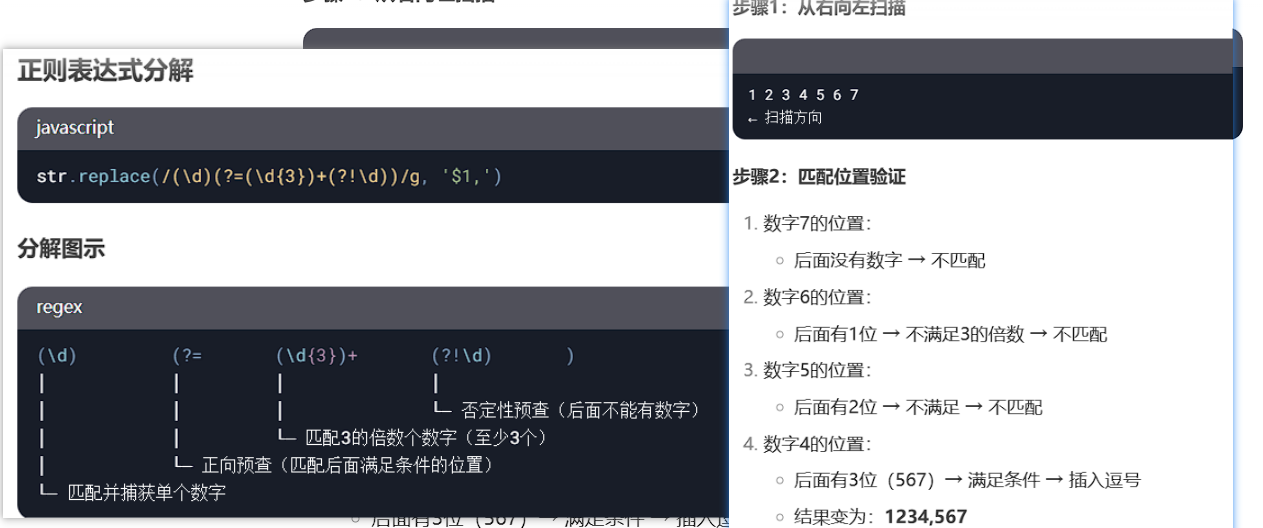 正则表达式分解
javascript
str.replace(/(\d)(?=(\d{3})+(?!\d))/g, '$1,')
分解图示
regex
(\d) (?= (\d{3})+ (?!\d) )
└─ 否定性预查（后面不能有数字）
└─ 匹配3的倍数个数字（至少3个）
└─ 正向预查（匹配后面满足条件的位置）
└─ 匹配并捕获单个数字
步骤1：从右向左扫描
1 2 3 4 5 6 7
← 扫描方向
步骤2：匹配位置验证
1. 数字7的位置：
○ 后面没有数字 → 不匹配
2. 数字6的位置：
○ 后面有1位 → 不满足3的倍数 → 不匹配
3. 数字5的位置：
○ 后面有2位 → 不满足 → 不匹配
4. 数字4的位置：
○ 后面有3位（567）→ 满足条件 → 插入逗号
○ 结果变为：1234,567